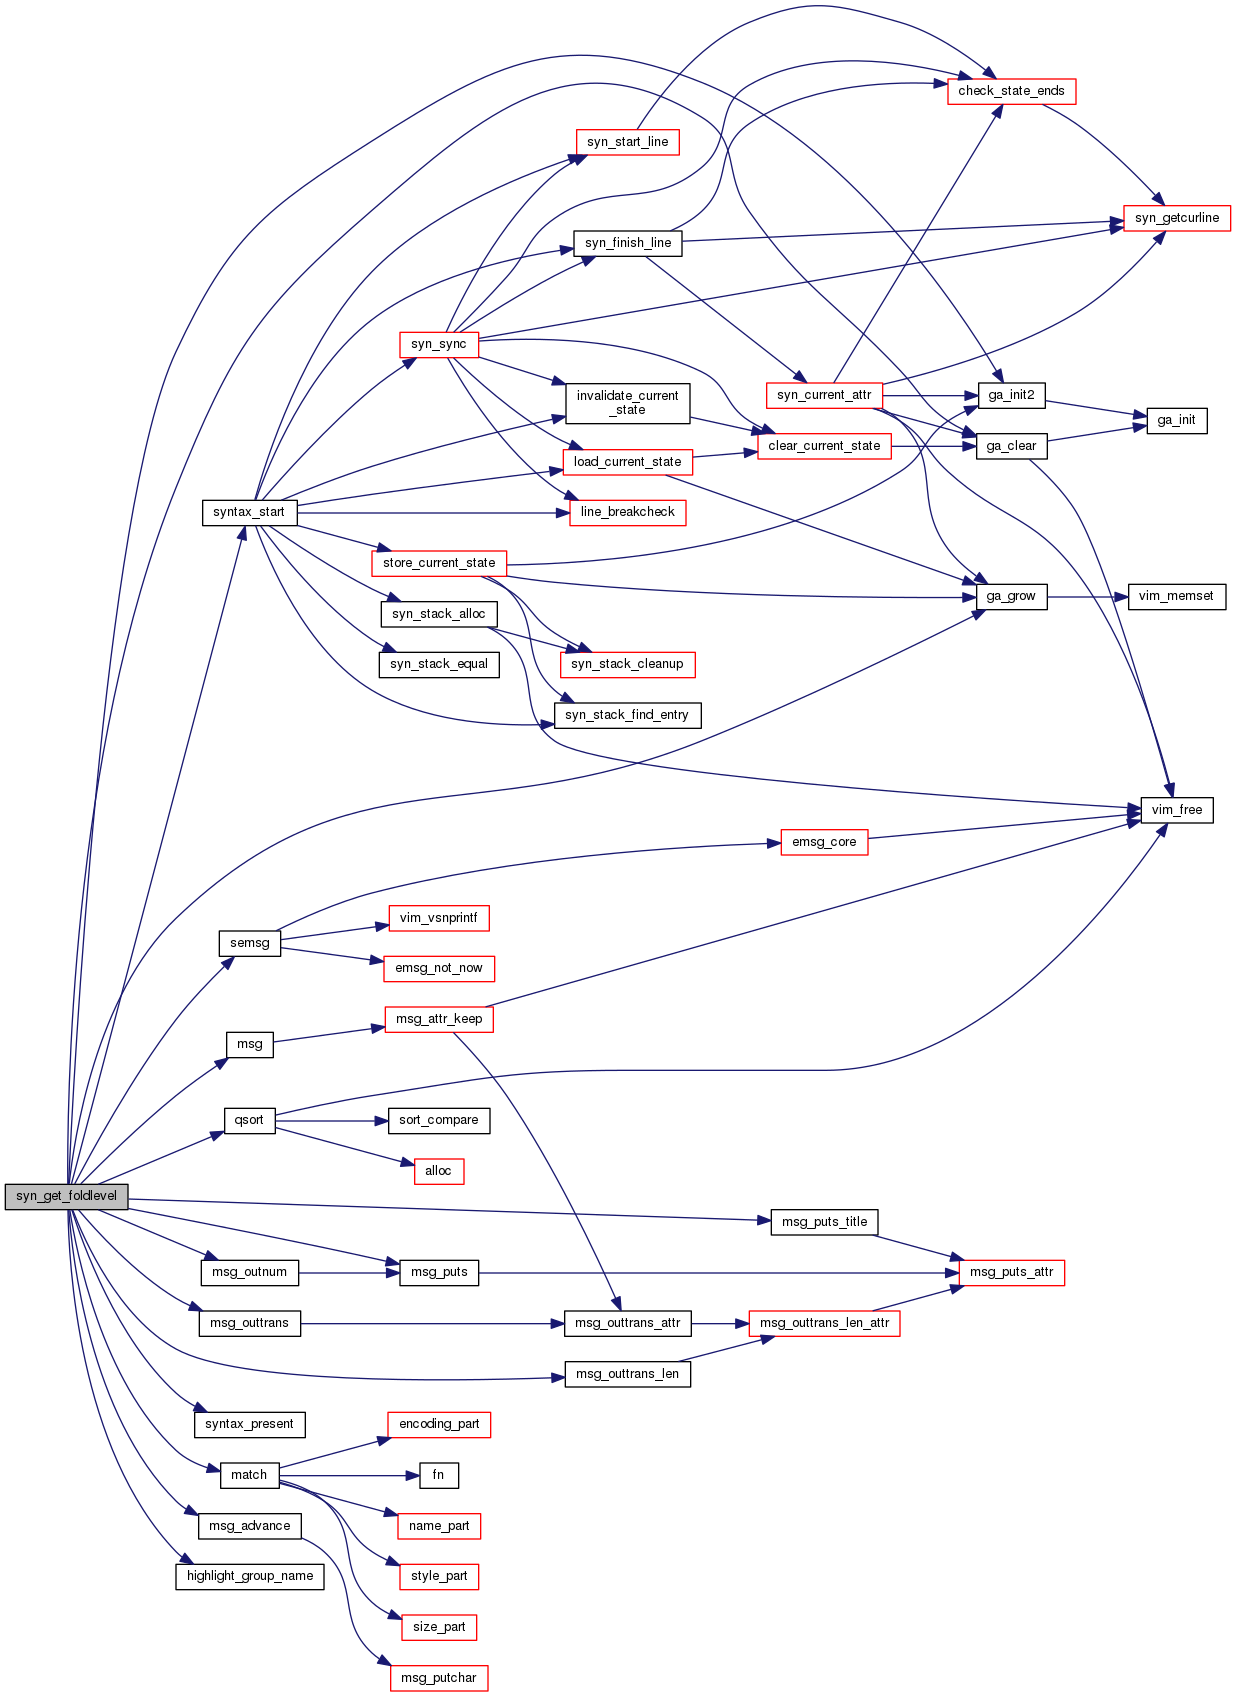 check_state_ends
syn_start_line
syn_getcurline
syn_finish_line
syn_sync
invalidate_current
_state
syn_current_attr
ga_init2
ga_init
clear_current_state
ga_clear
load_current_state
syntax_start
line_breakcheck
store_current_state
ga_grow
vim_memset
syn_stack_alloc
syn_stack_equal
syn_stack_cleanup
syn_stack_find_entry
vim_free
emsg_core
vim_vsnprintf
semsg
emsg_not_now
msg_attr_keep
msg
qsort
sort_compare
alloc
syn_get_foldlevel
msg_puts_title
msg_outnum
msg_puts
msg_puts_attr
msg_outtrans
msg_outtrans_attr
msg_outtrans_len_attr
msg_outtrans_len
syntax_present
encoding_part
match
fn
msg_advance
name_part
highlight_group_name
style_part
size_part
msg_putchar